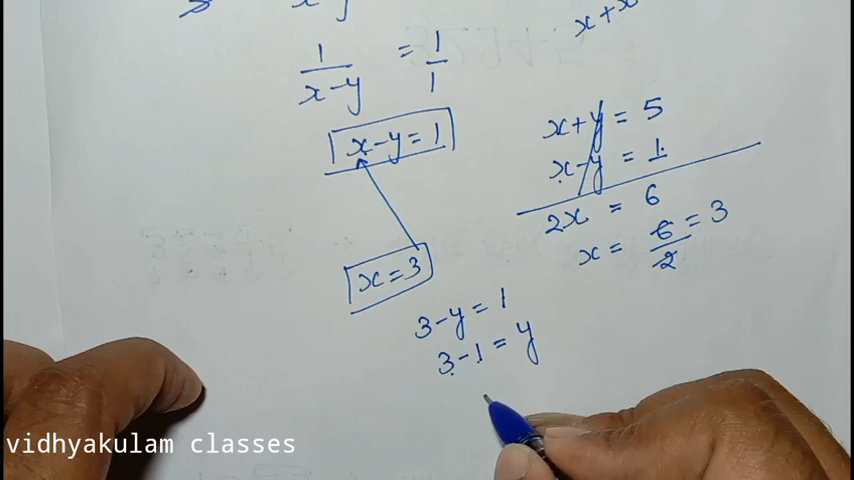 1/(x-y) = 1/1
x-y = 1
x = 3
x+y = 5
x-y = 1
2x = 6
x = 6/2 = 3
3-y = 1
3-1 = y
vidhyakulam classes